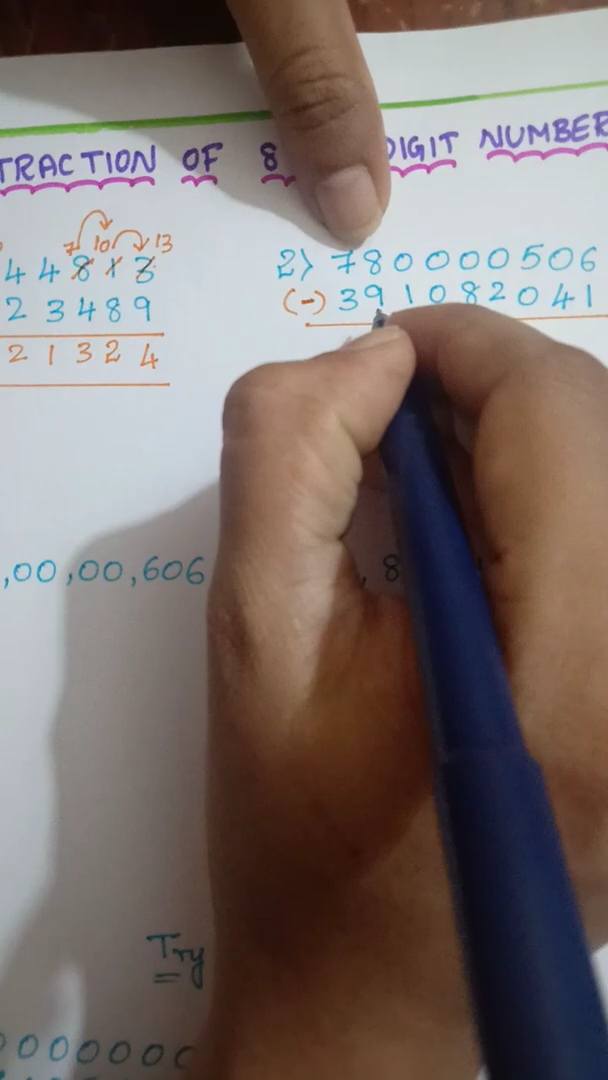 TRACTION OF 8 DIGIT NUMBER
7 10 13
4 4 8 1 3
2 3 4 8 9
2 1 3 2 4
2) 780000506
(-) 391082041
,00,00,606 , 8
Try
000000